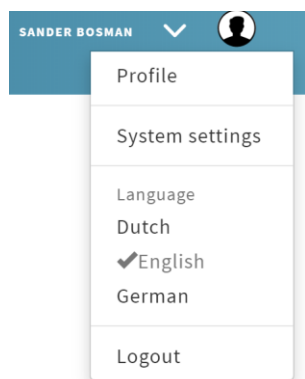 SANDER BOSMAN
Profile
System settings
Language
Dutch
✔English
German
Logout